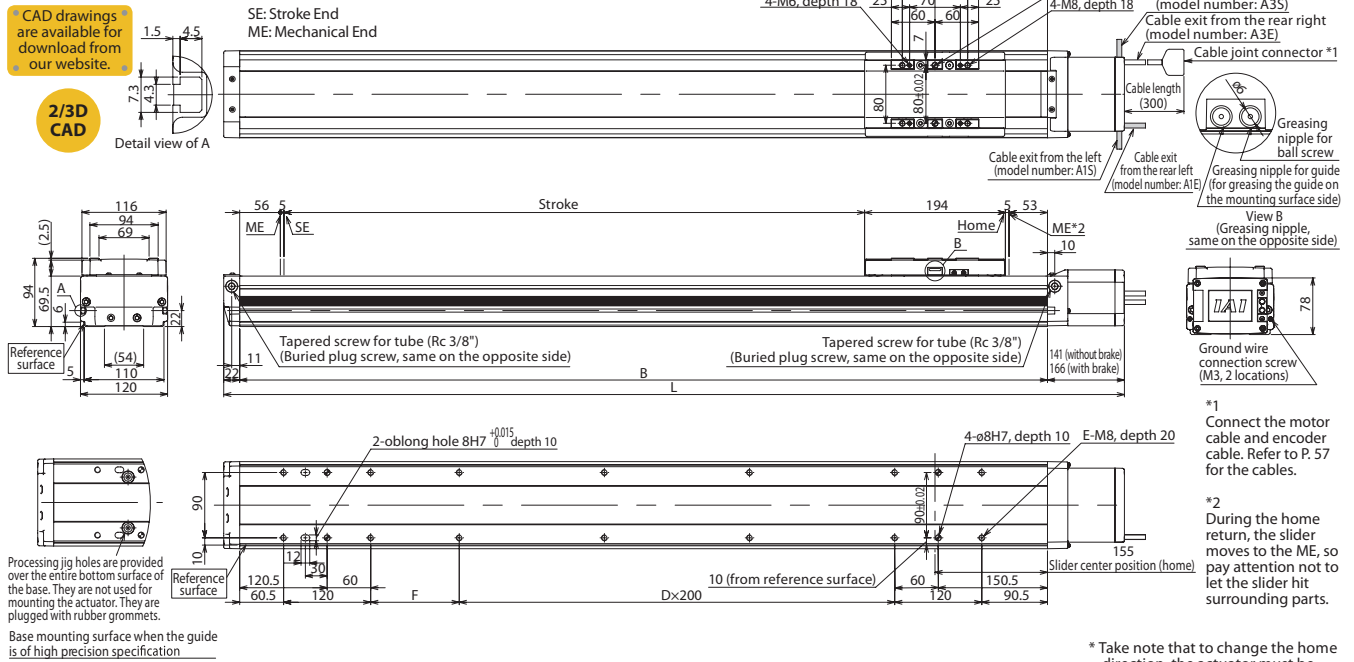 CAD drawings
are available for
download from
our website.
2/3D
CAD
SE: Stroke End
ME: Mechanical End
1.5
4.5
7.3
4.3
Detail view of A
4-M6, depth 18
25
70
25
60
60
7
80
80±0.02
4-M8, depth 18
(model number: A3S)
Cable exit from the rear right
(model number: A3E)
Cable joint connector *1
Cable length
(300)
ø6
Greasing
nipple for
ball screw
Greasing nipple for guide
(for greasing the guide on
the mounting surface side)
Cable exit from the left
(model number: A1S)
Cable exit
from the rear left
(model number: A1E)
View B
(Greasing nipple,
same on the opposite side)
116
94
69
(2.5)
94
69.5
6
A
22
Reference
surface
5
(54)
110
120
56
5
Stroke
194
5
53
ME
SE
Home
ME*2
B
10
Tapered screw for tube (Rc 3/8")
(Buried plug screw, same on the opposite side)
Tapered screw for tube (Rc 3/8")
(Buried plug screw, same on the opposite side)
11
22
B
141 (without brake)
166 (with brake)
L
IAI
78
Ground wire
connection screw
(M3, 2 locations)
*1
Connect the motor
cable and encoder
cable. Refer to P. 57
for the cables.
*2
During the home
return, the slider
moves to the ME, so
pay attention not to
let the slider hit
surrounding parts.
2-oblong hole 8H7 +0.015 0 depth 10
4-ø8H7, depth 10
E-M8, depth 20
90
10
90±0.02
12
30
Reference
surface
10 (from reference surface)
155
Slider center position (home)
120.5
60
60
150.5
60.5
120
F
D×200
120
90.5
Processing jig holes are provided
over the entire bottom surface of
the base. They are not used for
mounting the actuator. They are
plugged with rubber grommets.
Base mounting surface when the guide
is of high precision specification
* Take note that to change the home
direction, the actuator must be